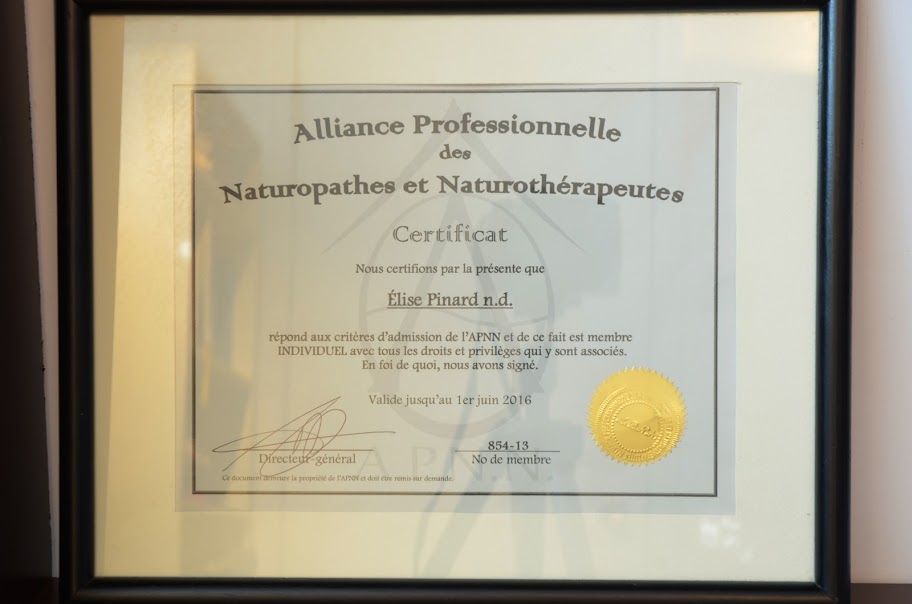 Alliance Professionnelle
des
Naturopathes et Naturothérapeutes
Certificat
Nous certifions par la présente que
Élise Pinard n.d.
répond aux critères d'admission de l'APNN et de ce fait est membre
INDIVIDUEL avec tous les droits et privilèges qui y sont associés.
En foi de quoi, nous avons signé.
Valide jusqu'au 1er juin 2016
854-13
Directeur-général
No de membre
Ce document demeure la propriété de l'APNN et doit être remis sur demande.
A.P.N.N.